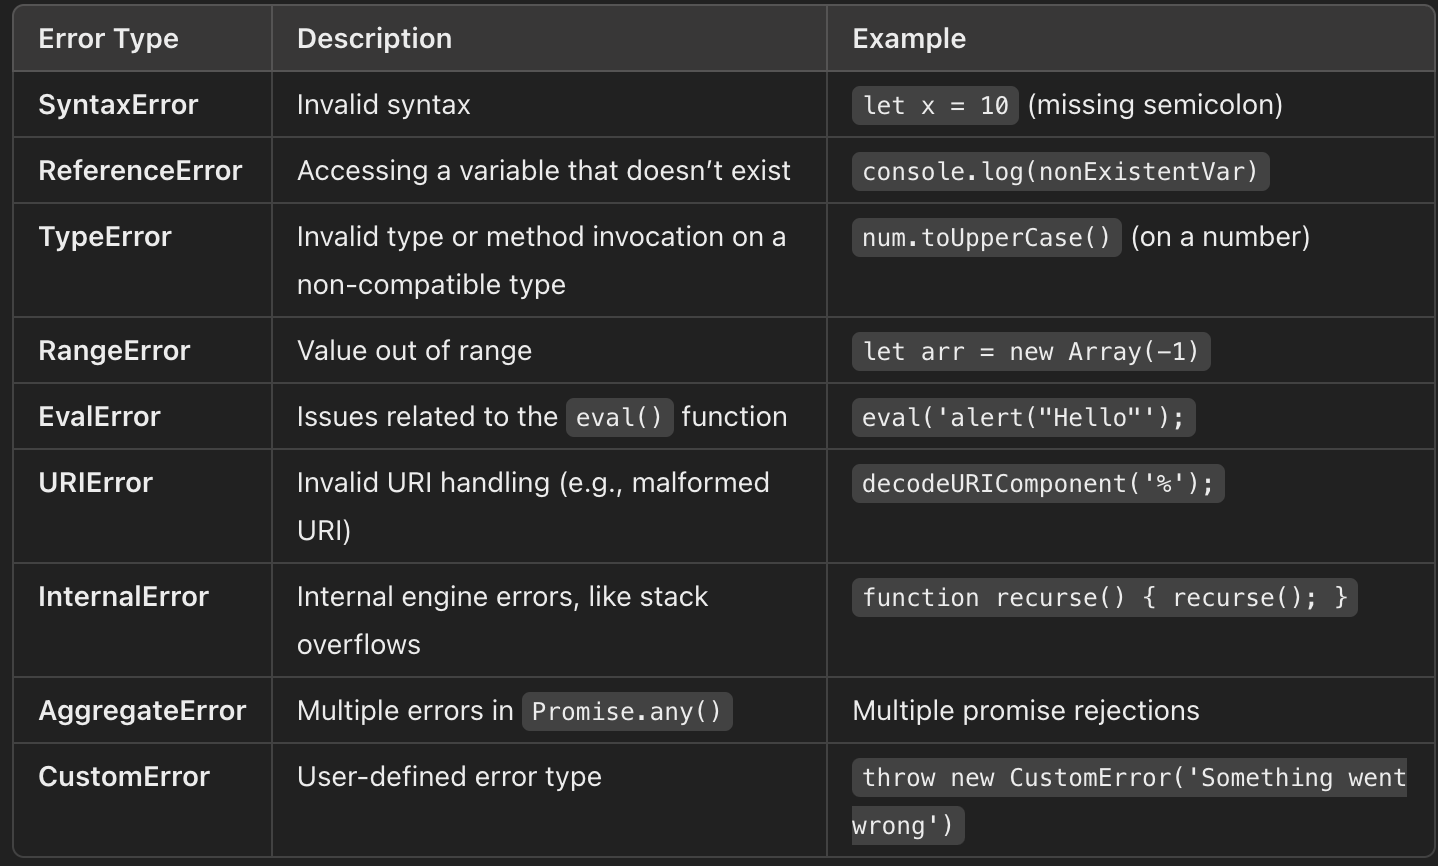 Error Type Description Example
SyntaxError Invalid syntax let x = 10 (missing semicolon)
ReferenceError Accessing a variable that doesn’t exist console.log(nonExistentVar)
TypeError Invalid type or method invocation on a num.toUpperCase() (on a number)
non-compatible type
RangeError Value out of range let arr = new Array(-1)
EvalError Issues related to the eval() function eval('alert("Hello"');
URIError Invalid URI handling (e.g., malformed decodeURIComponent('%');
URI)
InternalError Internal engine errors, like stack function recurse() { recurse(); }
overflows
AggregateError Multiple errors in Promise.any() Multiple promise rejections
CustomError User-defined error type throw new CustomError('Something went
wrong')